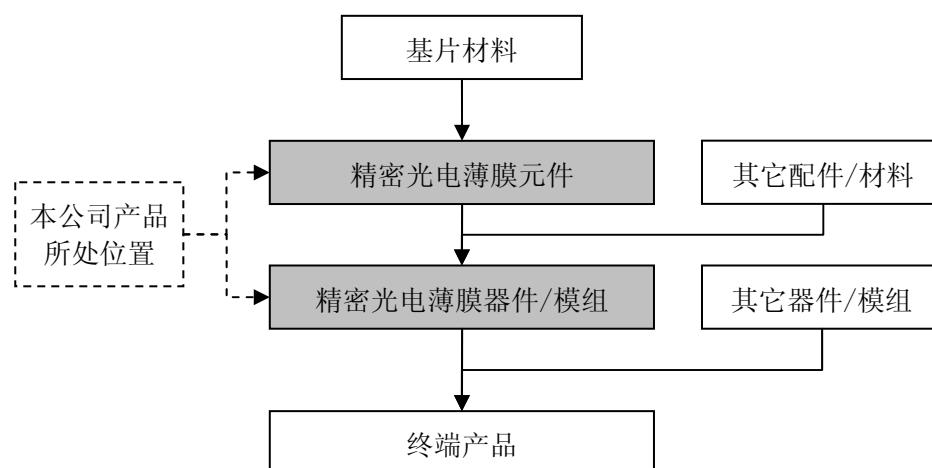 基片材料
精密光电薄膜元件
其它配件/材料
本公司产品
所处位置
精密光电薄膜器件/模组
其它器件/模组
终端产品